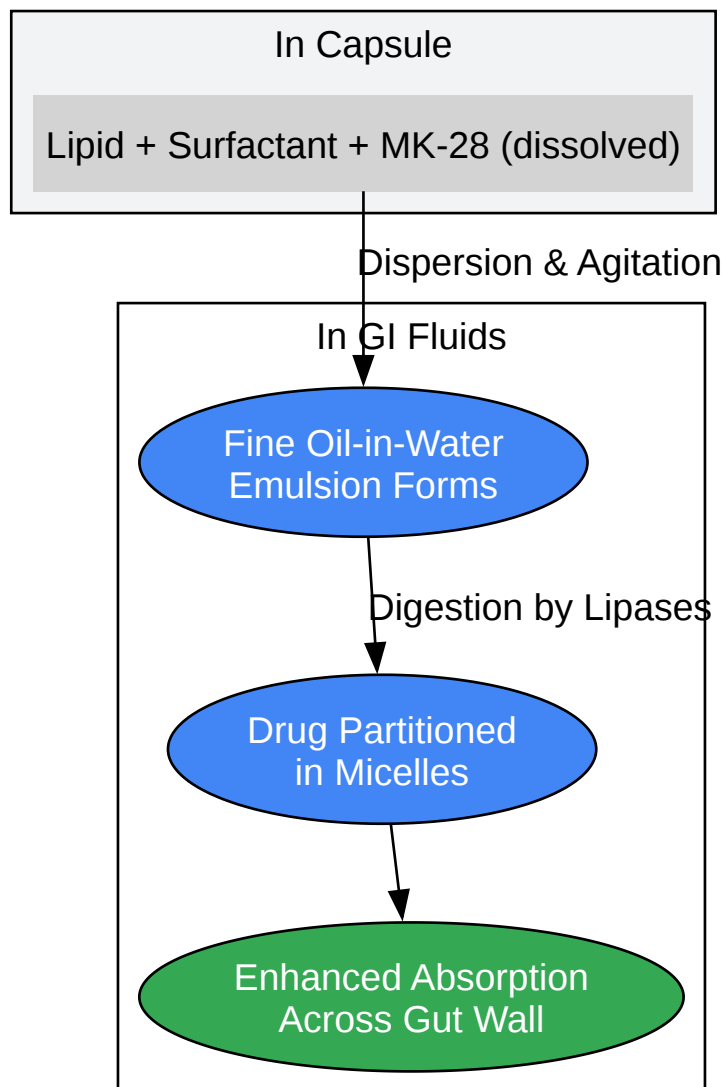 In Capsule
Lipid + Surfactant + MK-28 (dissolved)
Dispersion & Agitation
In GI Fluids
Fine Oil-in-Water
Emulsion Forms
Digestion by Lipases
Drug Partitioned
in Micelles
Enhanced Absorption
Across Gut Wall